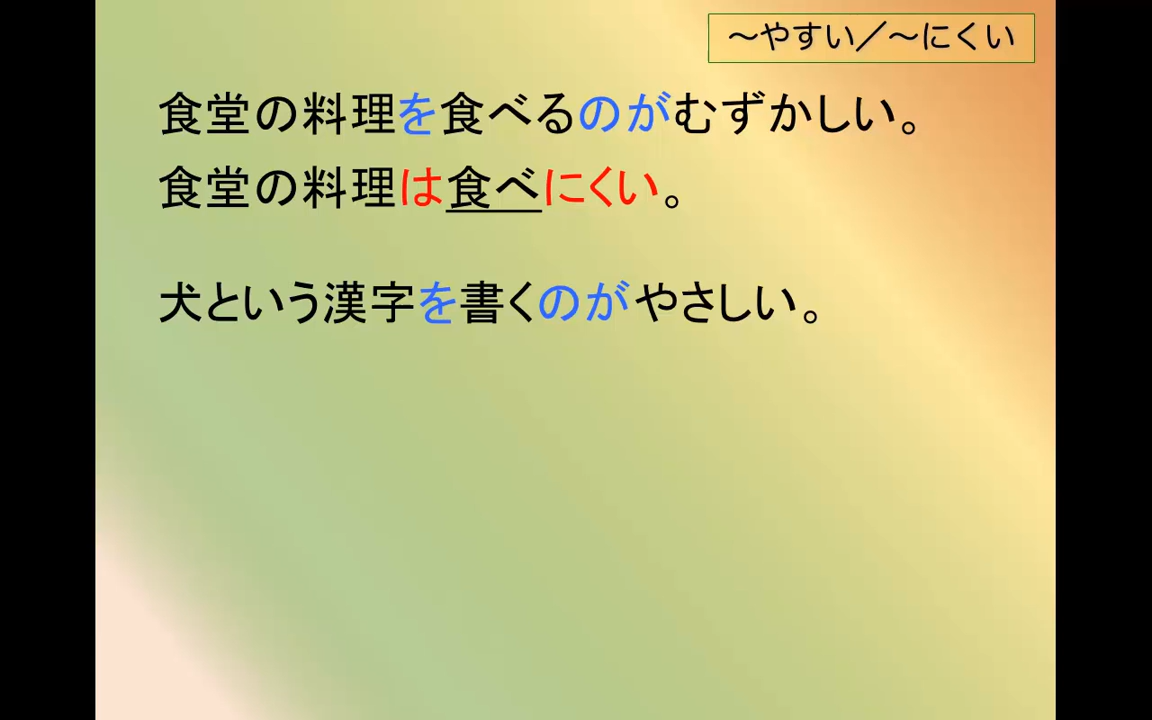 ～やすい／～にくい
食堂の料理を食べるのがむずかしい。
食堂の料理は食べにくい。
犬という漢字を書くのがやさしい。